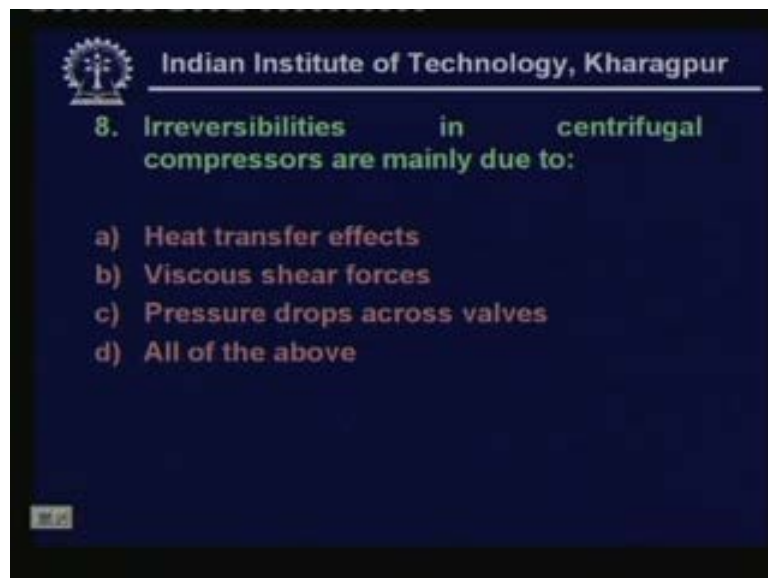 Indian Institute of Technology, Kharagpur
8. Irreversibilities in centrifugal
compressors are mainly due to:
a) Heat transfer effects
b) Viscous shear forces
c) Pressure drops across valves
d) All of the above